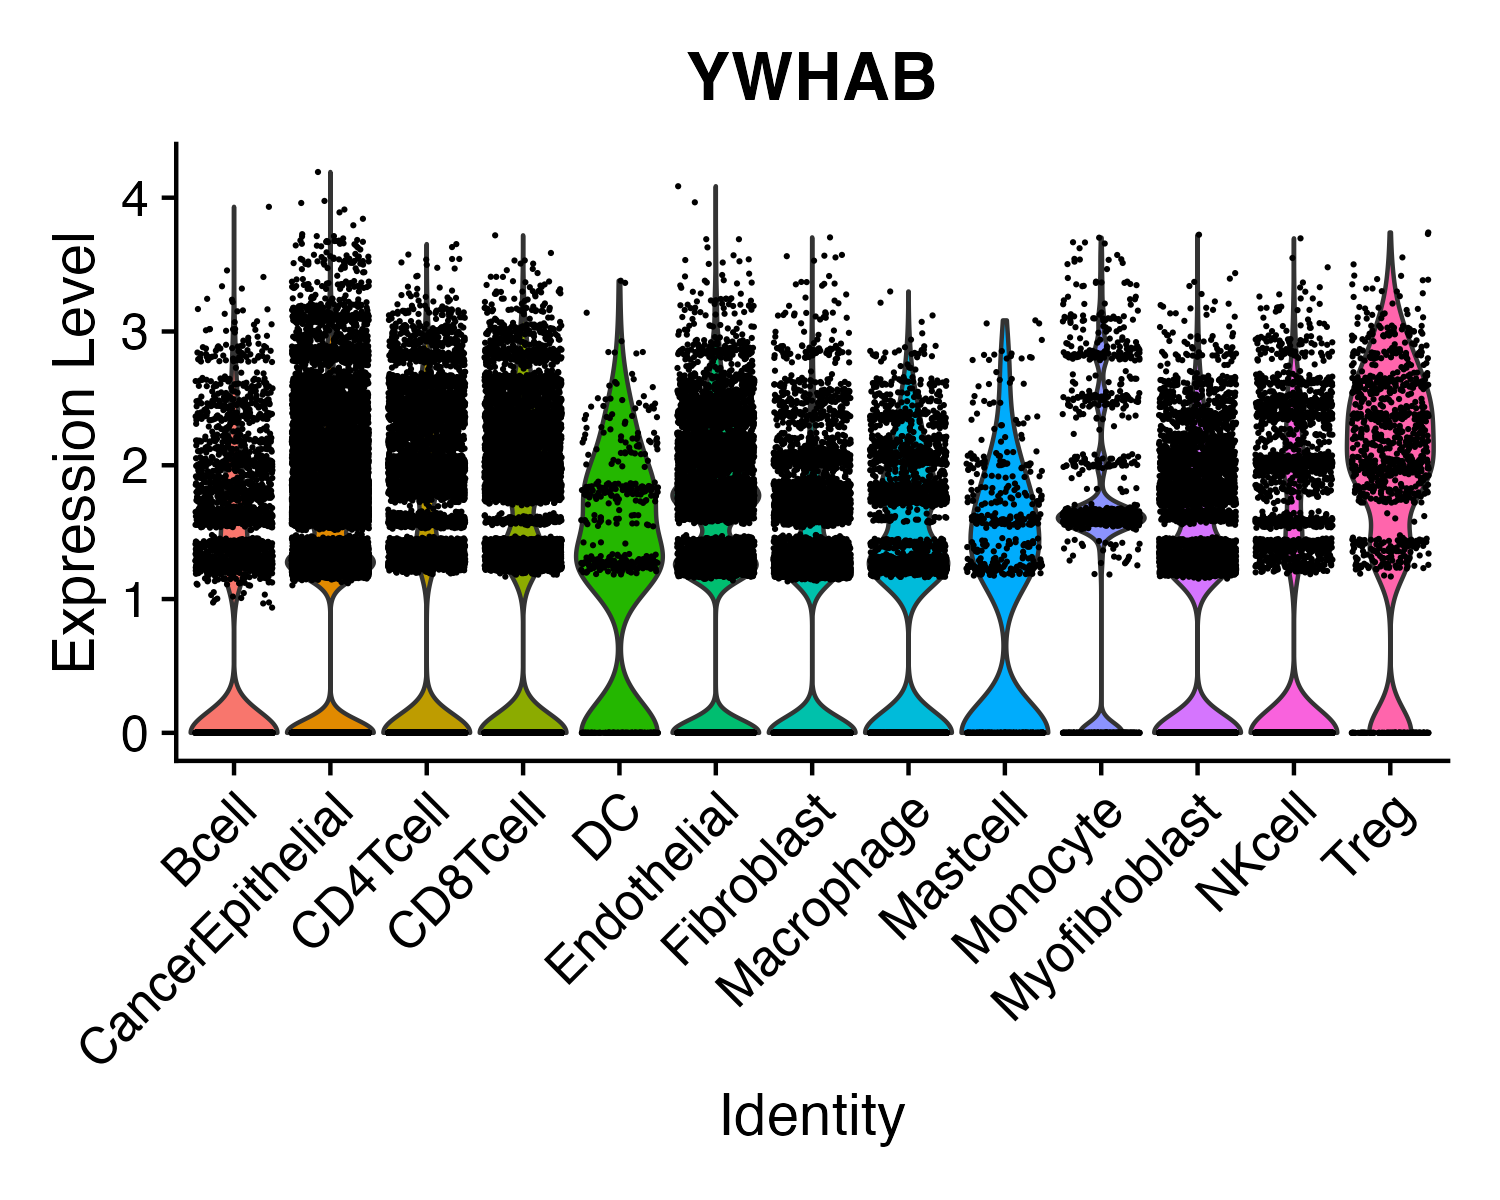 YWHAB
Expression Level
4
3
2
1
0
Bcell
CancerEpithelial
CD4Tcell
CD8Tcell
DC
Endothelial
Fibroblast
Macrophage
Mastcell
Monocyte
Myofibroblast
NKcell
Treg
Identity